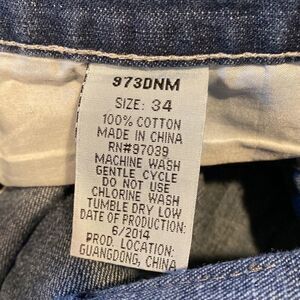 973DNM
SIZE: 34
100% COTTON
MADE IN CHINA
RN#97039
MACHINE WASH
GENTLE CYCLE
DO NOT USE
CHLORINE WASH
TUMBLE DRY LOW
DATE OF PRODUCTION:
6/2014
PROD. LOCATION:
GUANGDONG, CHINA